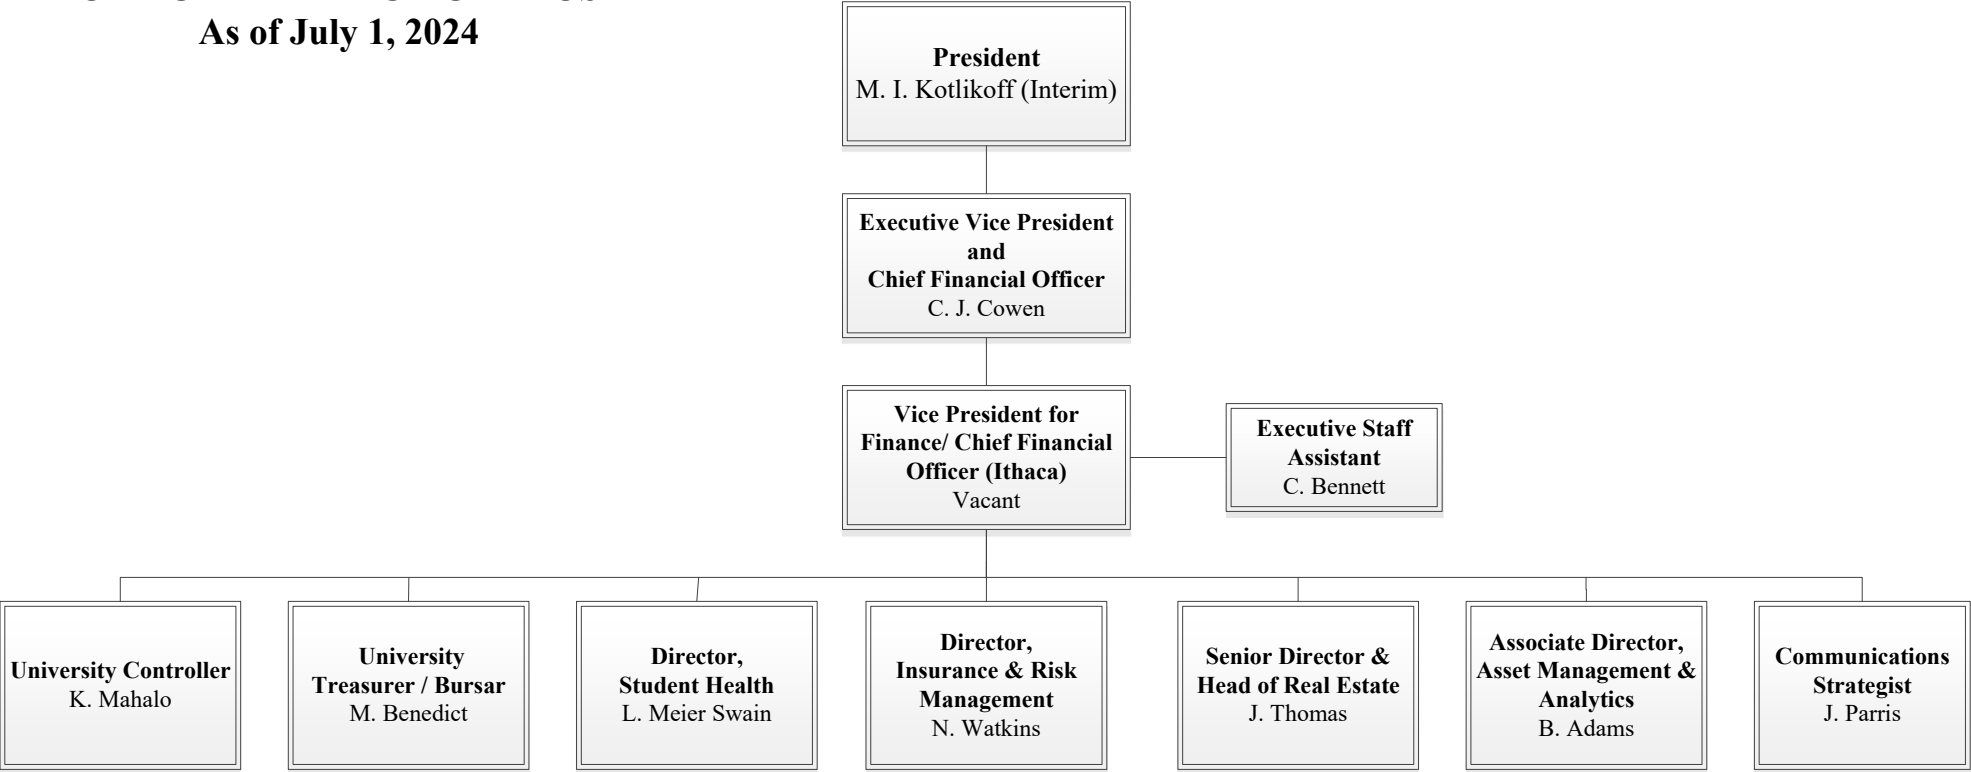 As of July 1, 2024
President
M. I. Kotlikoff (Interim)
Executive Vice President
and
Chief Financial Officer
C. J. Cowen
Vice President for
Finance/ Chief Financial
Officer (Ithaca)
Vacant
Executive Staff
Assistant
C. Bennett
University Controller
K. Mahalo
University
Treasurer / Bursar
M. Benedict
Director,
Student Health
L. Meier Swain
Director,
Insurance & Risk
Management
N. Watkins
Senior Director &
Head of Real Estate
J. Thomas
Associate Director,
Asset Management &
Analytics
B. Adams
Communications
Strategist
J. Parris